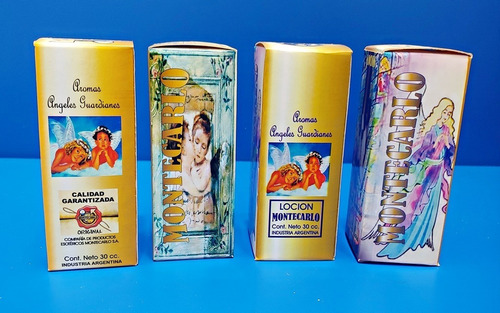 Aromas
Angeles Guardianes
CALIDAD
GARANTIZADA
ORIGINAL
COMPAÑIA DE PRODUCTOS
ESOTERICOS MONTECARLO S.A.
Cont. Neto 30 cc.
INDUSTRIA ARGENTINA
MONTECARLO
Aromas
Angeles Guardianes
LOCION
MONTECARLO
Cont. Neto 30 cc.
INDUSTRIA ARGENTINA
MONTECARLO